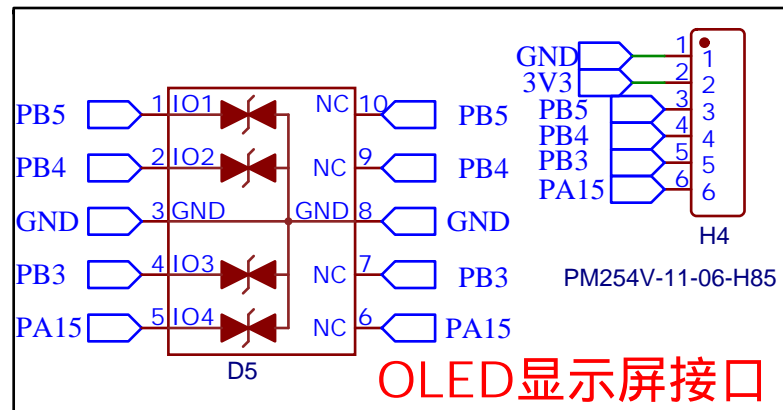 PB5 1 IO1 NC 10 PB5
PB4 2 IO2 NC 9 PB4
GND 3 GND GND 8 GND
PB3 4 IO3 NC 7 PB3
PA15 5 IO4 NC 6 PA15
D5
GND 1 1
3V3 2 2
PB5 3 3
PB4 4 4
PB3 5 5
PA15 6 6
H4
PM254V-11-06-H85
OLED显示屏接口